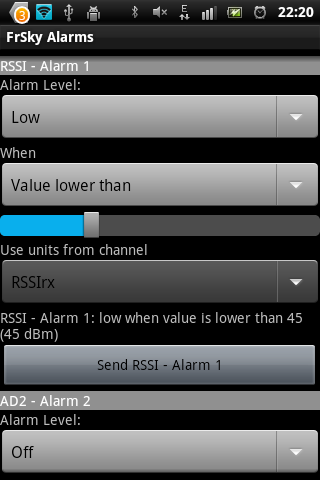 3
E
22:20
FrSky Alarms
RSSI - Alarm 1
Alarm Level:
Low
When
Value lower than
Use units from channel
RSSIrx
RSSI - Alarm 1: low when value is lower than 45
(45 dBm)
Send RSSI - Alarm 1
AD2 - Alarm 2
Alarm Level:
Off